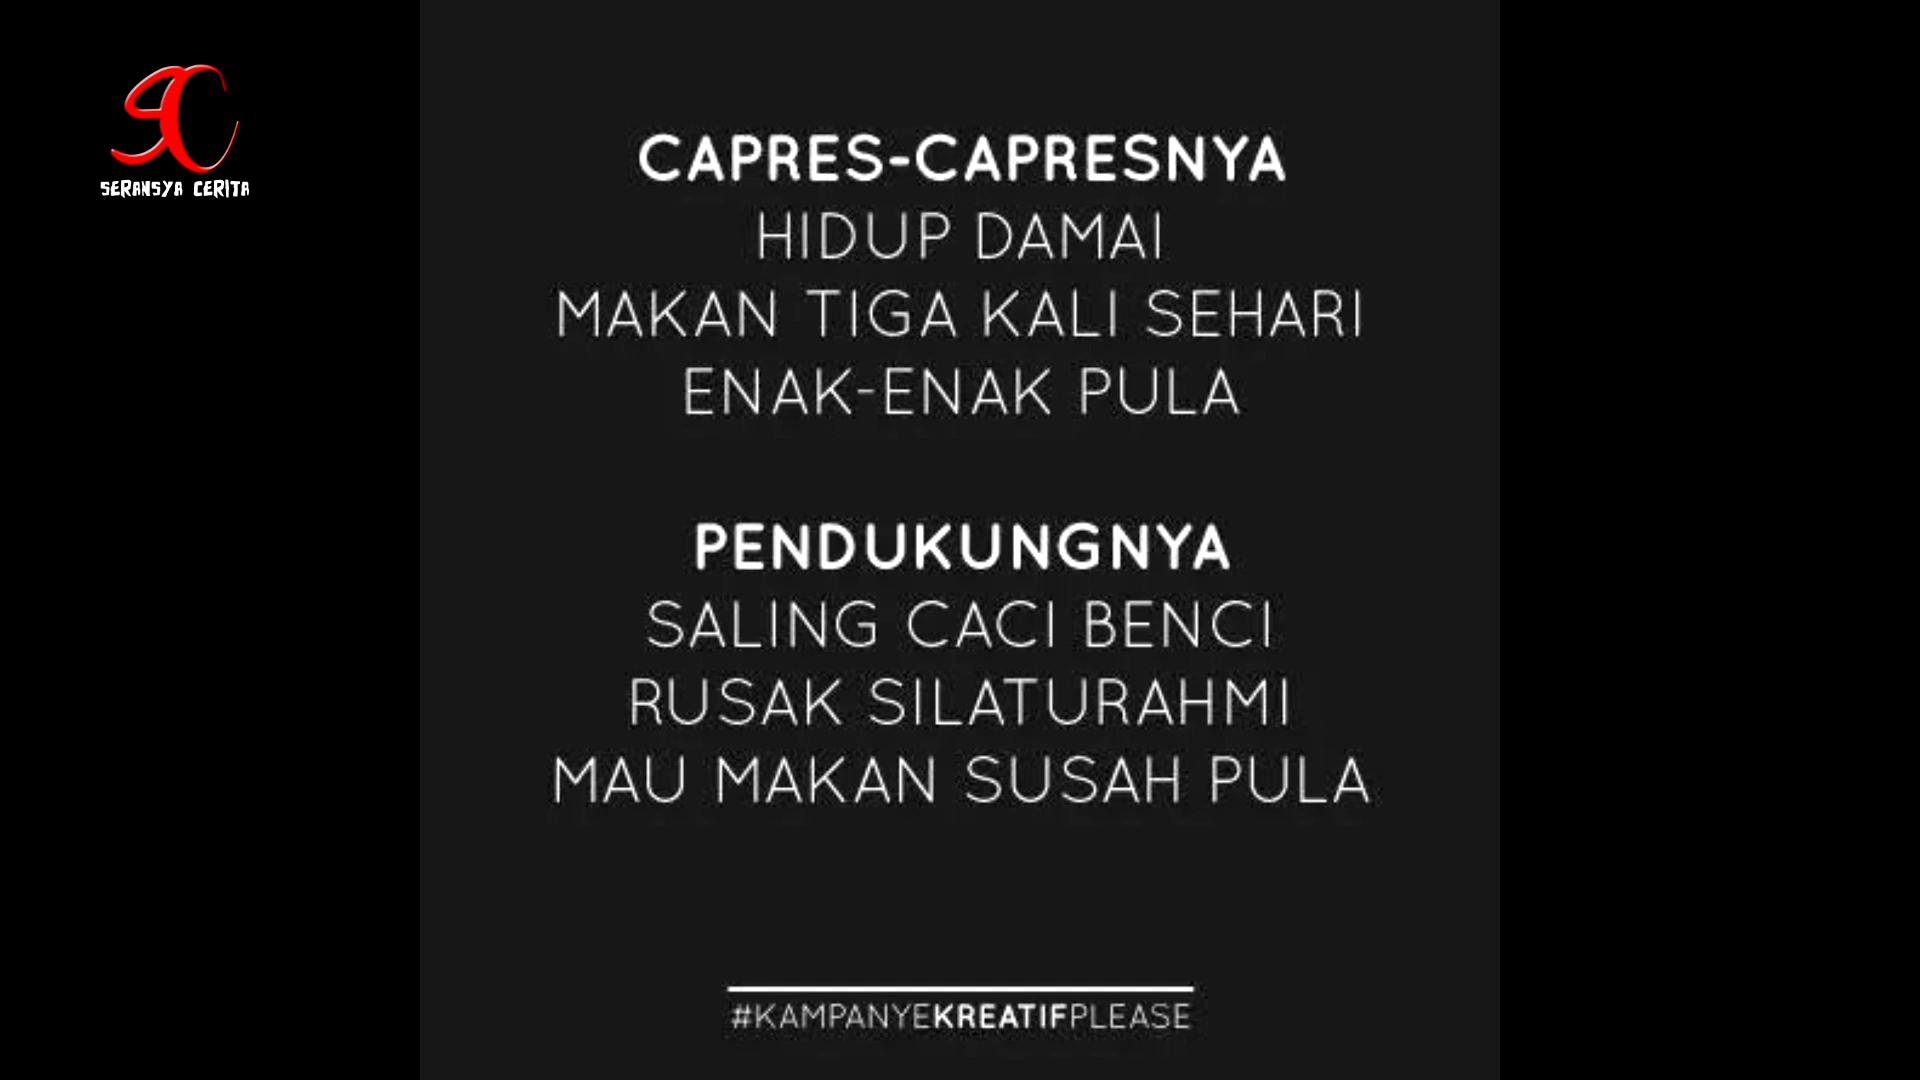 SERANSYA CERITA
CAPRES-CAPRESNYA
HIDUP DAMAI
MAKAN TIGA KALI SEHARI
ENAK-ENAK PULA
PENDUKUNGNYA
SALING CACI BENCI
RUSAK SILATURAHMI
MAU MAKAN SUSAH PULA
#KAMPANYEKREATIFPLEASE